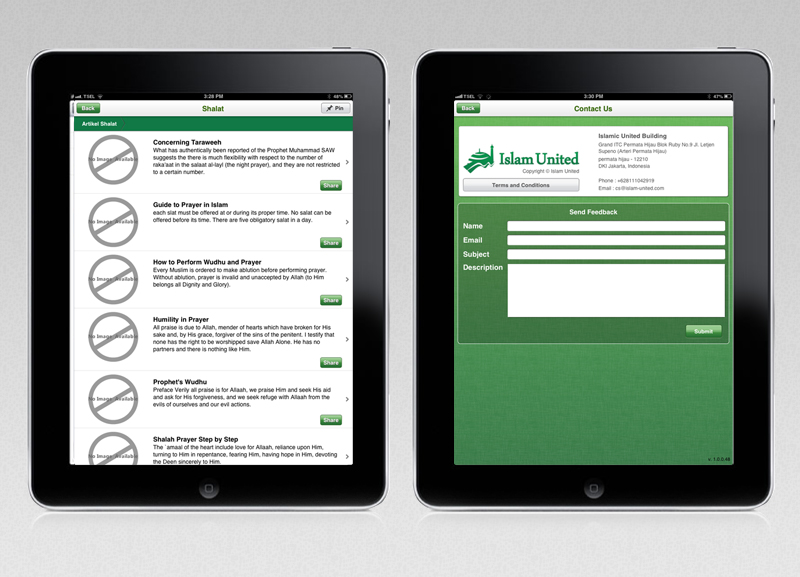 TSEL
3:28 PM
48%
Back
Shalat
Pin
Artikel Shalat
No Image Available
Concerning Taraweeh
What has authentically been reported of the Prophet Muhammad SAW
suggests the there is much flexibility with respect to the number of
raka'aat in the salaat al-layl (the night prayer), and they are not restricted
to a certain number.
Share
No Image Available
Guide to Prayer in Islam
each slat must be offered at or during its proper time. No salat can be
offered before its time. There are five obligatory salat in a day.
Share
No Image Available
How to Perform Wudhu and Prayer
Every Muslim is ordered to make ablution before performing prayer.
Without ablution, prayer is invalid and unaccepted by Allah (to Him
belongs all Dignity and Glory).
Share
No Image Available
Humility in Prayer
All praise is due to Allah, mender of hearts which have broken for His
sake and, by His grace, forgiver of the sins of the penitent. I testify that
none has the right to be worshipped save Allah Alone. He has no
partners and there is nothing like Him.
Share
No Image Available
Prophet's Wudhu
Preface Verily all praise is for Allaah, we praise Him and seek His aid
and ask for His forgiveness, and we seek refuge with Allaah from the
evils of ourselves and our evil actions.
Share
No Image Available
Shalah Prayer Step by Step
The `amaal of the heart include love for Allaah, reliance upon Him,
turning to Him in repentance, fearing Him, having hope in Him, devoting
the Deen sincerely to Him.
TSEL
3:30 PM
47%
Back
Contact Us
Islam United
Copyright © Islam United
Terms and Conditions
Islamic United Building
Grand ITC Permata Hijau Blok Ruby No.9 Jl. Letjen
Supeno (Arteri Permata Hijau)
permata hijau - 12210
DKI Jakarta, Indonesia
Phone : +628111042919
Email : cs@islam-united.com
Send Feedback
Name
Email
Subject
Description
Submit
v. 1.0.0.48